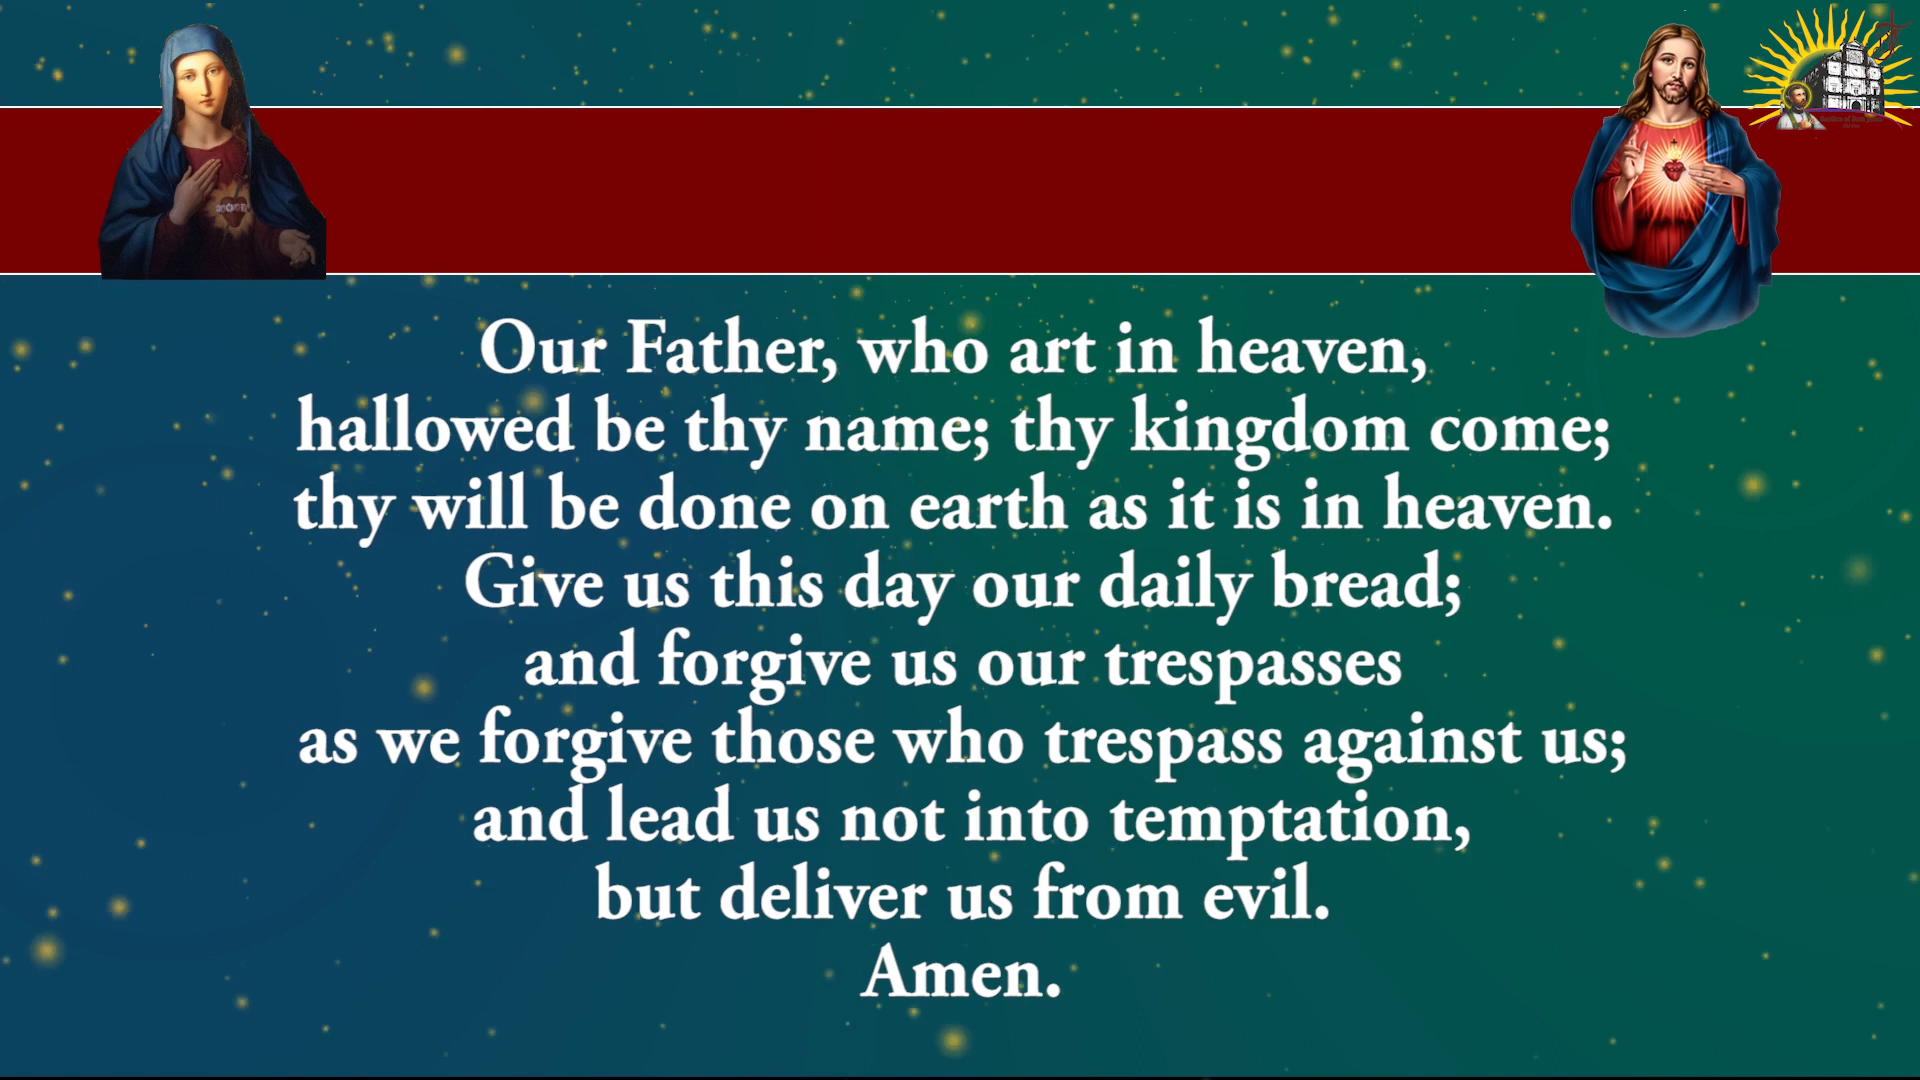 Our Father, who art in heaven,
hallowed be thy name; thy kingdom come;
thy will be done on earth as it is in heaven.
Give us this day our daily bread;
and forgive us our trespasses
as we forgive those who trespass against us;
and lead us not into temptation,
but deliver us from evil.
Amen.